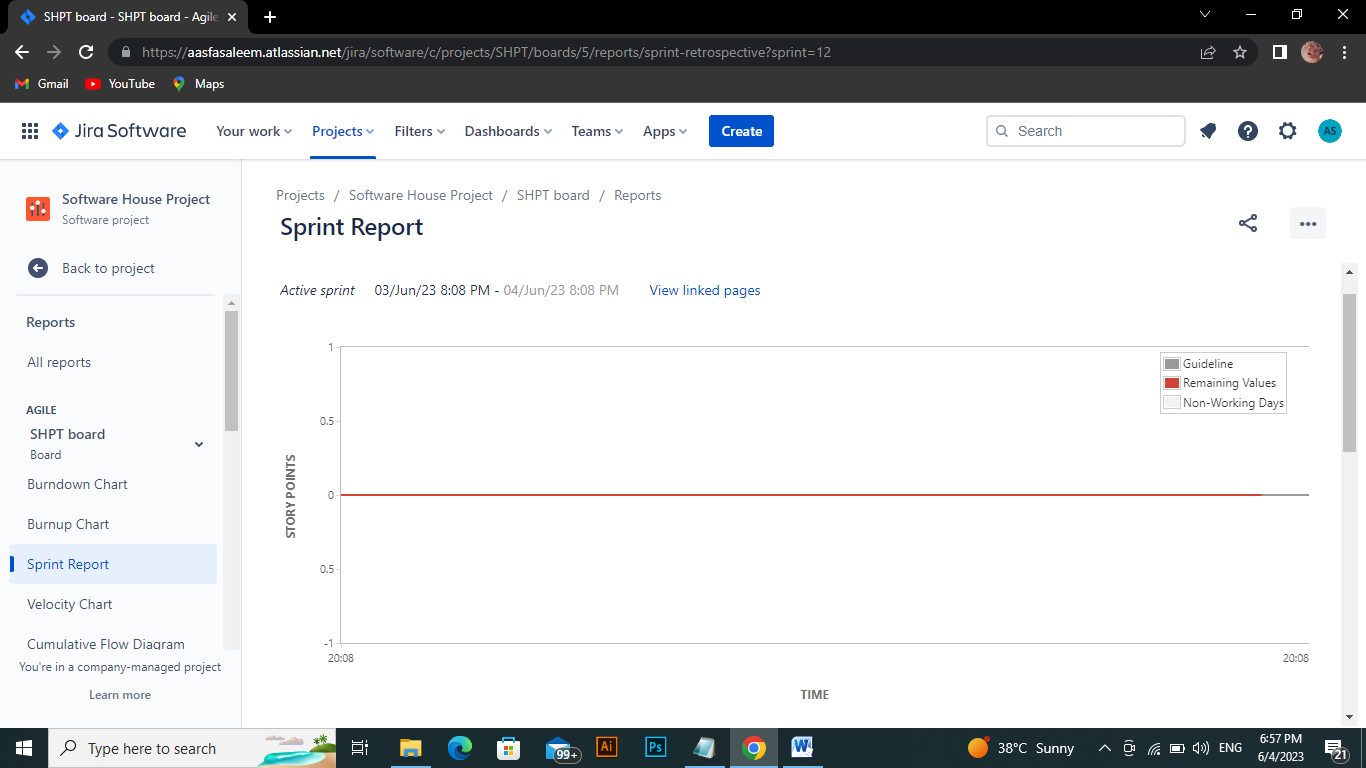 SHPT board - SHPT board - Agile
https://aasfasaleem.atlassian.net/jira/software/c/projects/SHPT/boards/5/reports/sprint-retrospective?sprint=12
Gmail YouTube Maps
Jira Software Your work Projects Filters Dashboards Teams Apps Create Search AS
Software House Project
Software project
Back to project
Reports
All reports
AGILE
SHPT board
Board
Burndown Chart
Burnup Chart
Sprint Report
Velocity Chart
Cumulative Flow Diagram
You're in a company-managed project
Learn more
Projects / Software House Project / SHPT board / Reports
Sprint Report
Active sprint 03/Jun/23 8:08 PM - 04/Jun/23 8:08 PM View linked pages
1
0.5
0
0.5
-1
STORY POINTS
Guideline
Remaining Values
Non-Working Days
20:08 20:08
TIME
Type here to search
99+
Ai
Ps
W
38°C Sunny
ENG
6:57 PM
6/4/2023
21